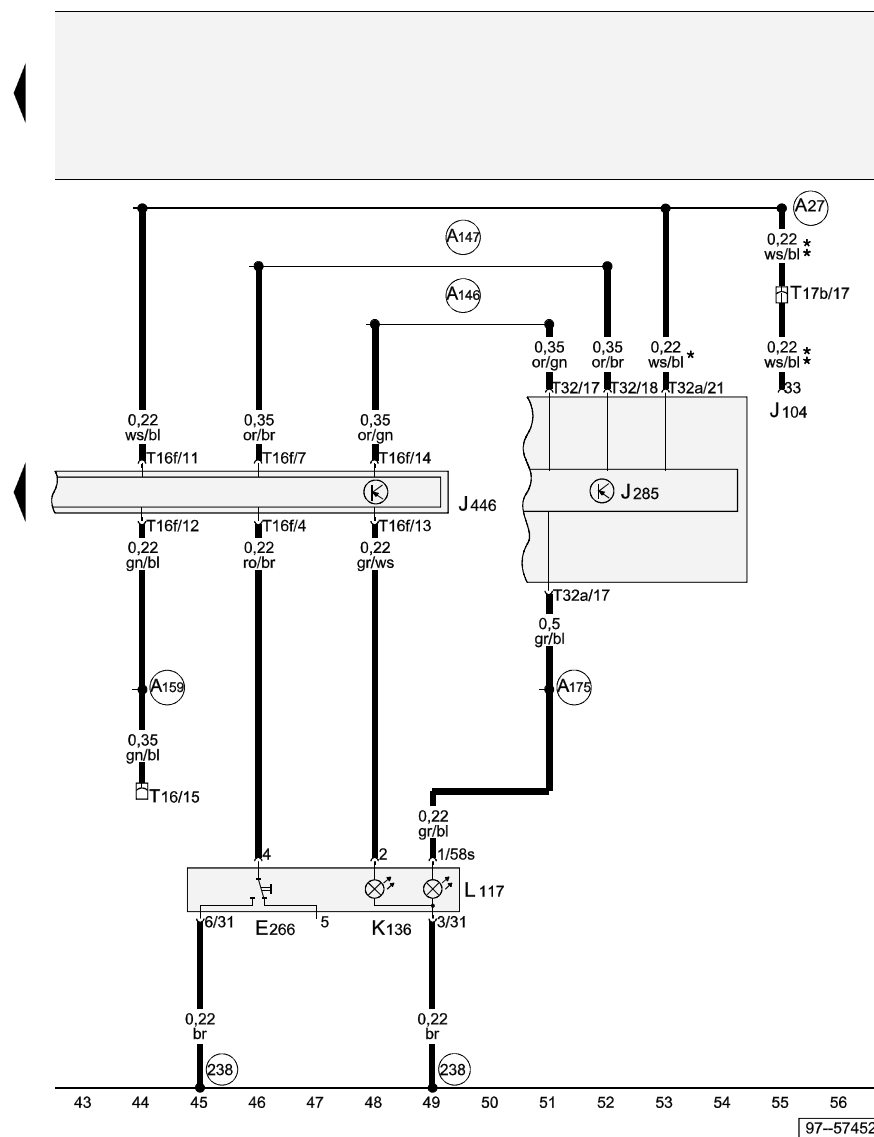 A27
0,22
ws/bl
*
*
A147
T17b/17
A146
0,35
or/gn
0,35
or/br
0,22
ws/bl *
0,22
ws/bl
*
*
T32/17
T32/18
T32a/21
33
J104
0,22
ws/bl
0,35
or/br
0,35
or/gn
T16f/11
T16f/7
T16f/14
J446
J285
T16f/12
T16f/4
T16f/13
0,22
gn/bl
0,22
ro/br
0,22
gr/ws
T32a/17
0,5
gr/bl
A159
A175
0,35
gn/bl
T16/15
0,22
gr/bl
4
2
1/58s
L117
6/31
E266
5
K136
3/31
0,22
br
0,22
br
238
238
43 44 45 46 47 48 49 50 51 52 53 54 55 56
97--57452